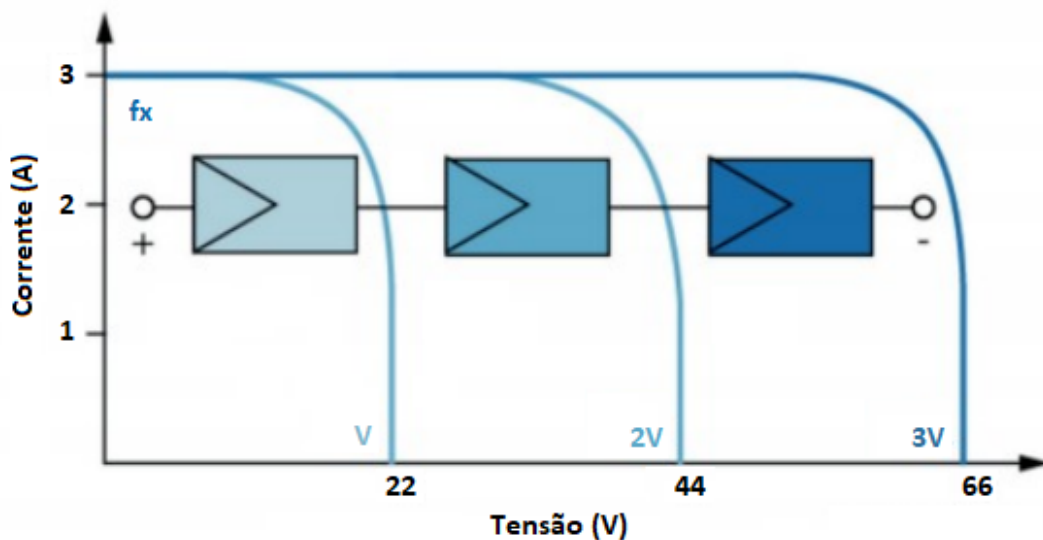 Corrente (A)
3
2
1
fx
+
-
V
2V
3V
22
44
66
Tensão (V)